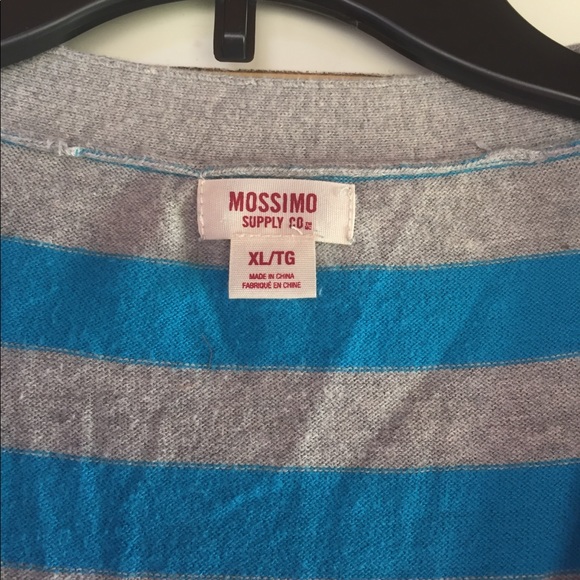 MOSSIMO
SUPPLY CO
XL/TG
MADE IN CHINA
FABRIQUÉ EN CHINE